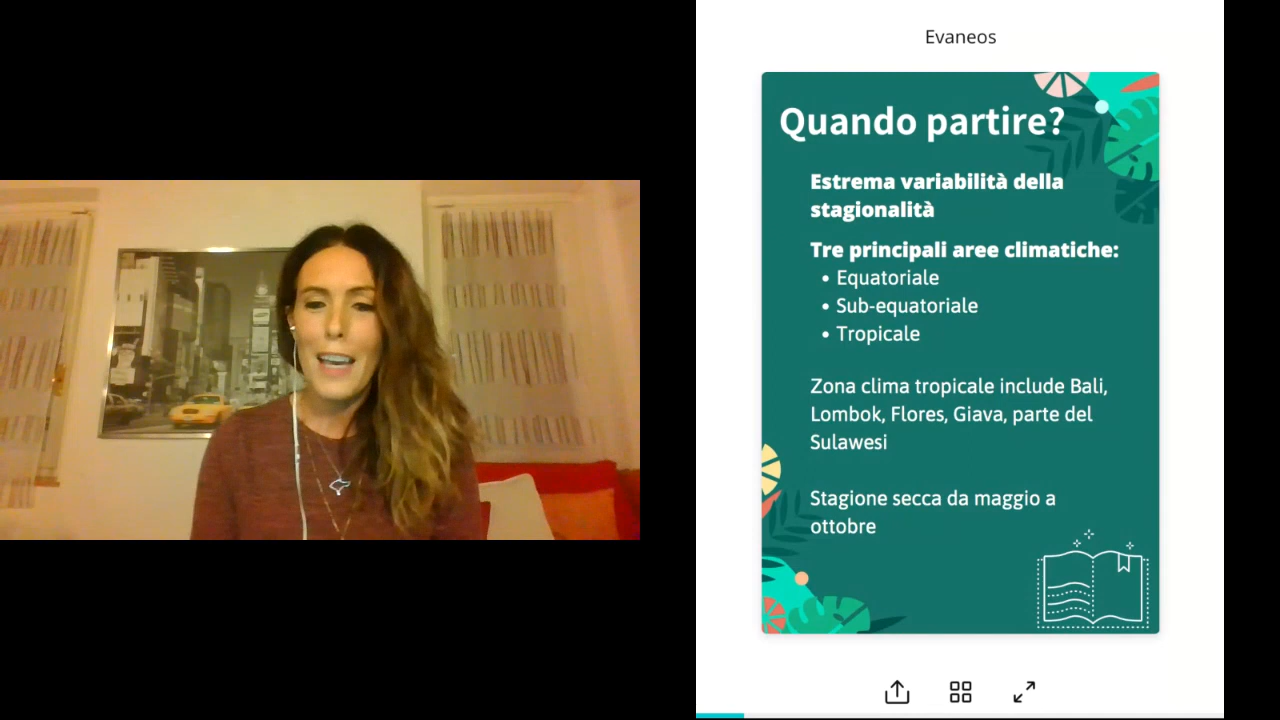 Evaneos
Quando partire?
Estrema variabilità della
stagionalità
Tre principali aree climatiche:
• Equatoriale
• Sub-equatoriale
• Tropicale
Zona clima tropicale include Bali,
Lombok, Flores, Giava, parte del
Sulawesi
Stagione secca da maggio a
ottobre